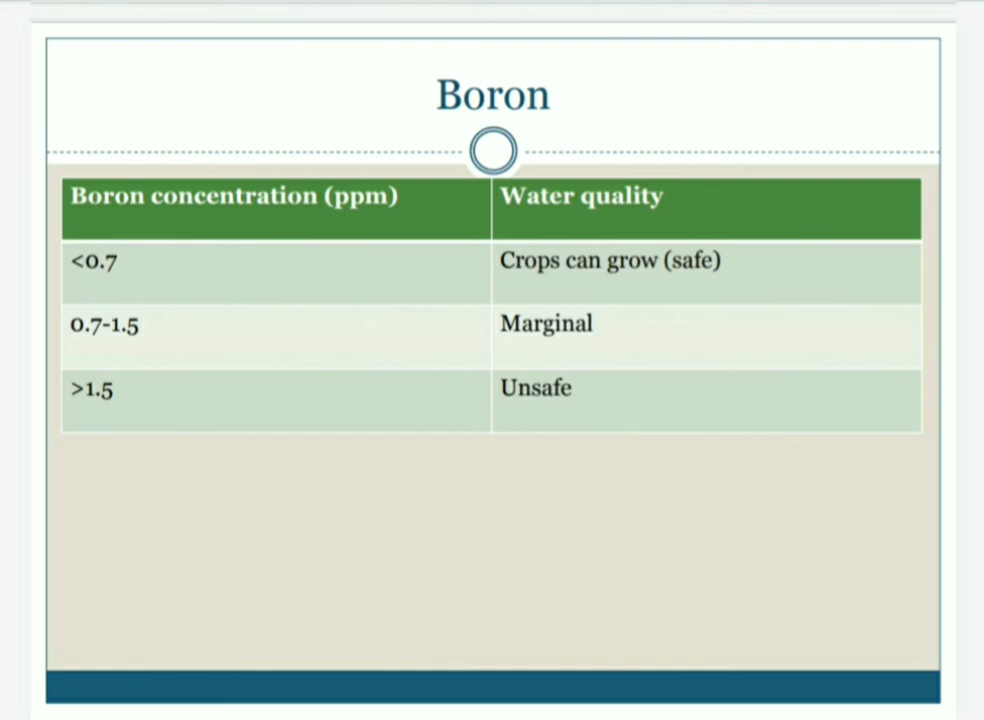 Boron
Boron concentration (ppm) Water quality
<0.7 Crops can grow (safe)
0.7-1.5 Marginal
>1.5 Unsafe